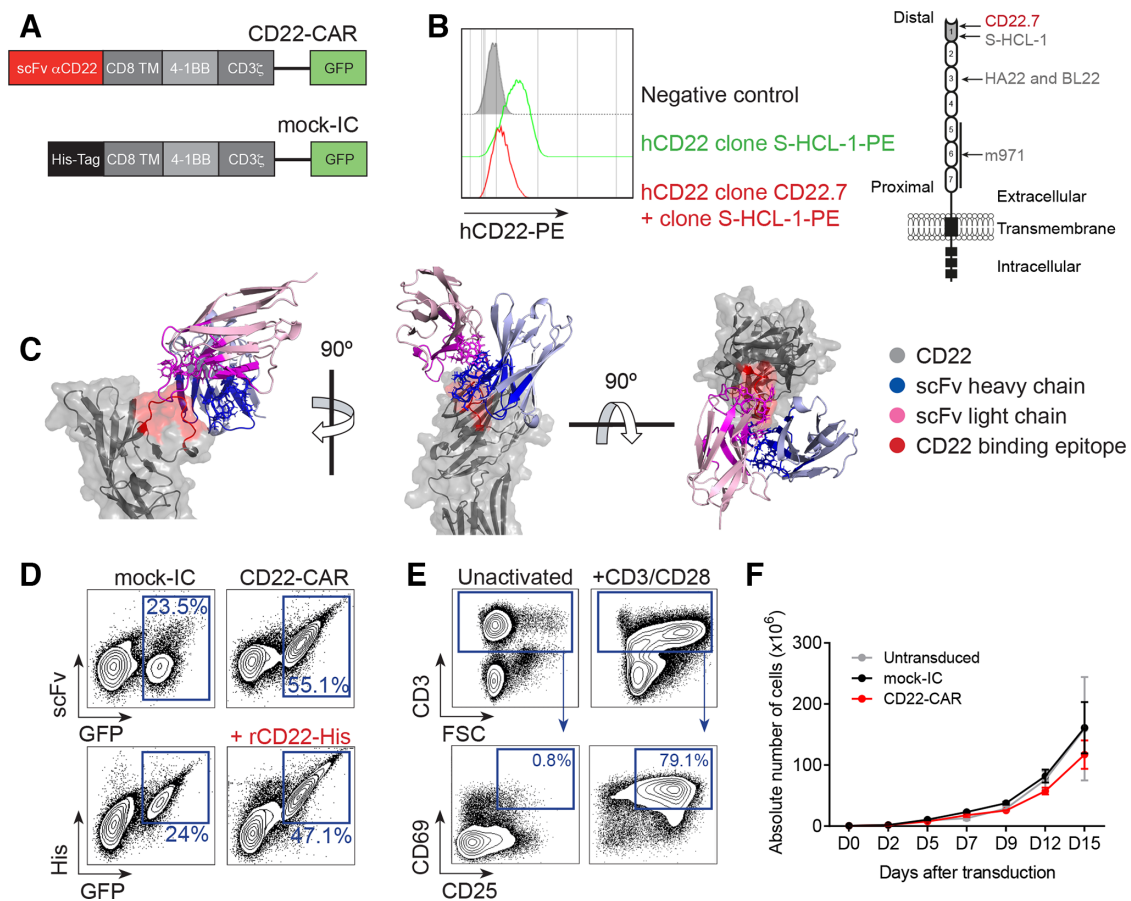 A
CD22-CAR
scFv αCD22 CD8 TM 4-1BB CD3ζ GFP
mock-IC
His-Tag CD8 TM 4-1BB CD3ζ GFP
B
Negative control
hCD22 clone S-HCL-1-PE
hCD22 clone CD22.7
+ clone S-HCL-1-PE
hCD22-PE
Distal
CD22.7
S-HCL-1
HA22 and BL22
m971
1
2
3
4
5
6
7
Proximal
Extracellular
Transmembrane
Intracellular
C
90º
90º
CD22
scFv heavy chain
scFv light chain
CD22 binding epitope
D
mock-IC CD22-CAR
23.5%
55.1%
scFv
GFP
+ rCD22-His
24%
47.1%
His
GFP
E
Unactivated +CD3/CD28
CD3
FSC
0.8%
79.1%
CD69
CD25
F
Absolute number of cells (x10⁶)
300
200
100
0
Untransduced
mock-IC
CD22-CAR
D0 D2 D5 D7 D9 D12 D15
Days after transduction